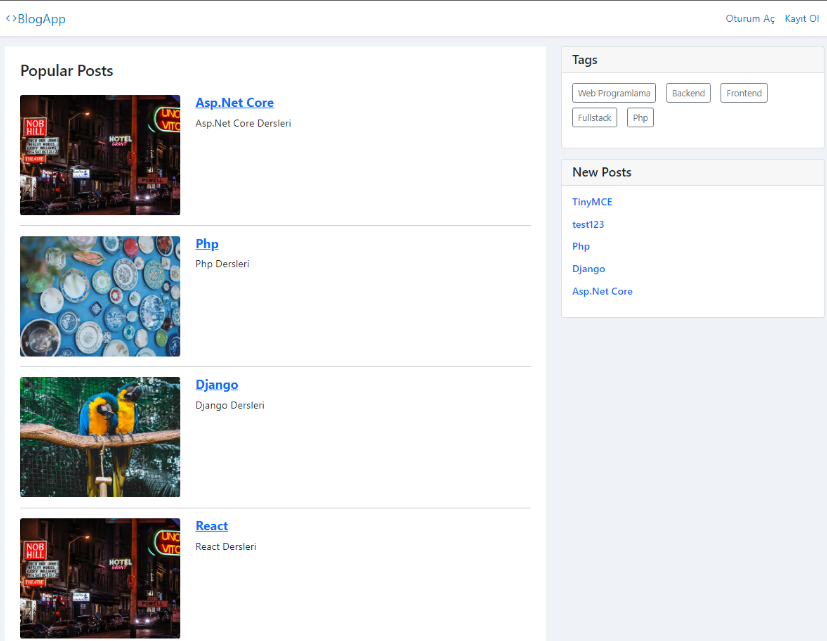 <>BlogApp
Oturum Aç Kayıt Ol
Popular Posts
NOB
HILL
THEATRE
HOTEL
Asp.Net Core
Asp.Net Core Dersleri
Php
Php Dersleri
Django
Django Dersleri
NOB
HILL
THEATRE
HOTEL
React
React Dersleri
Tags
Web Programlama Backend Frontend
Fullstack Php
New Posts
TinyMCE
test123
Php
Django
Asp.Net Core